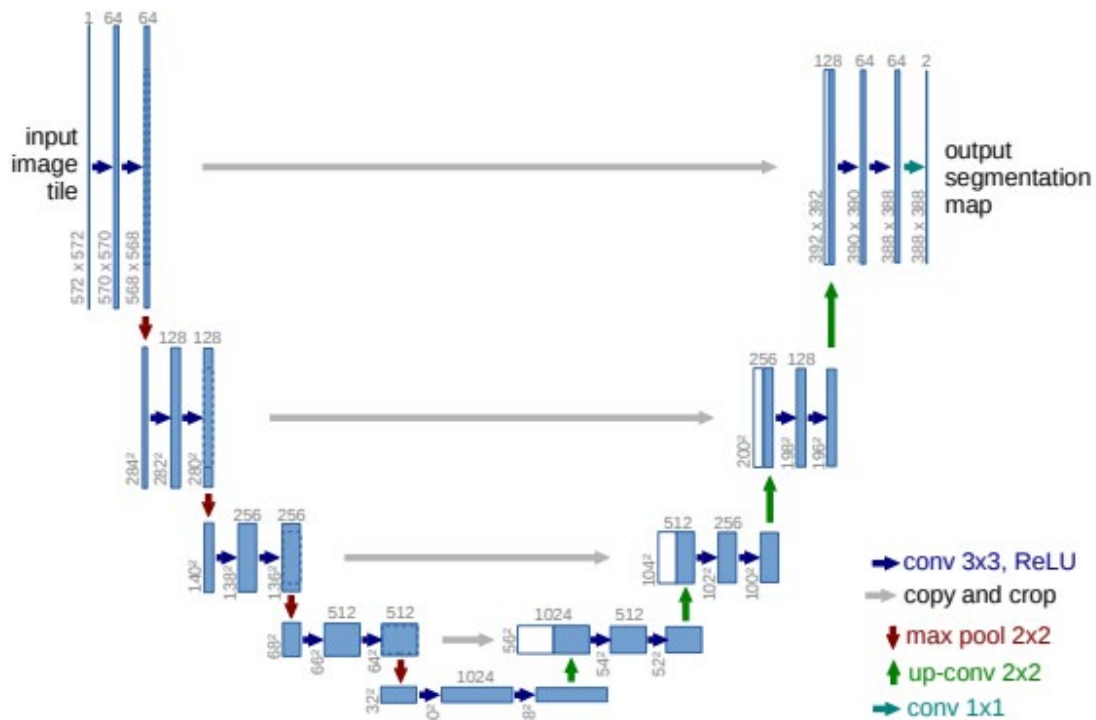 1 64 64
128
64
64
2
input
image
tile
output
segmentation
map
572 x 572
570 x 570
568 x 568
392 x 392
390 x 390
388 x 388
388 x 388
128 128
256 128
284²
282²
280²
200²
198²
196²
256 256
512 256
140²
138²
136²
104²
102²
100²
512 512
1024 512
68²
66²
64²
56²
54²
52²
1024
32²
0²
8²
conv 3x3, ReLU
copy and crop
max pool 2x2
up-conv 2x2
conv 1x1